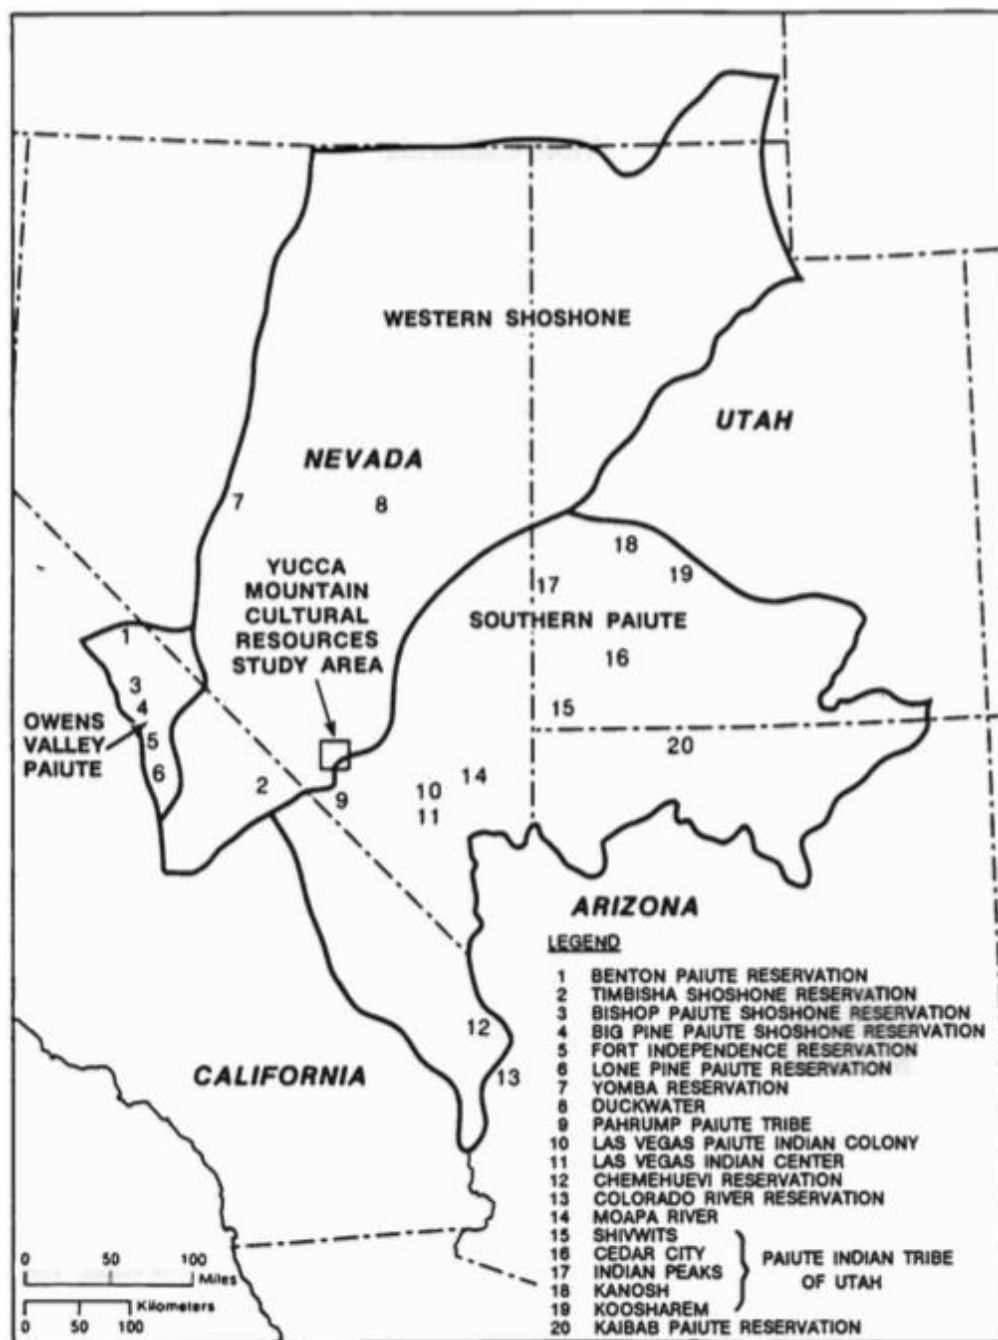 WESTERN SHOSHONE
UTAH
NEVADA
7
8
YUCCA
MOUNTAIN
CULTURAL
RESOURCES
STUDY AREA
18
19
17
SOUTHERN PAIUTE
16
15
1
3
4
OWENS
VALLEY
PAIUTE
5
6
2
9
10
11
14
20
ARIZONA
12
13
CALIFORNIA
LEGEND
1 BENTON PAIUTE RESERVATION
2 TIMBISHA SHOSHONE RESERVATION
3 BISHOP PAIUTE SHOSHONE RESERVATION
4 BIG PINE PAIUTE SHOSHONE RESERVATION
5 FORT INDEPENDENCE RESERVATION
6 LONE PINE PAIUTE RESERVATION
7 YOMBA RESERVATION
8 DUCKWATER
9 PAHRUMP PAIUTE TRIBE
10 LAS VEGAS PAIUTE INDIAN COLONY
11 LAS VEGAS INDIAN CENTER
12 CHEMEHUEVI RESERVATION
13 COLORADO RIVER RESERVATION
14 MOAPA RIVER
15 SHIVWITS
16 CEDAR CITY
17 INDIAN PEAKS
18 KANOSH
19 KOOSHAREM
PAIUTE INDIAN TRIBE
OF UTAH
20 KAIBAB PAIUTE RESERVATION
0 50 100
Miles
Kilometers
0 50 100